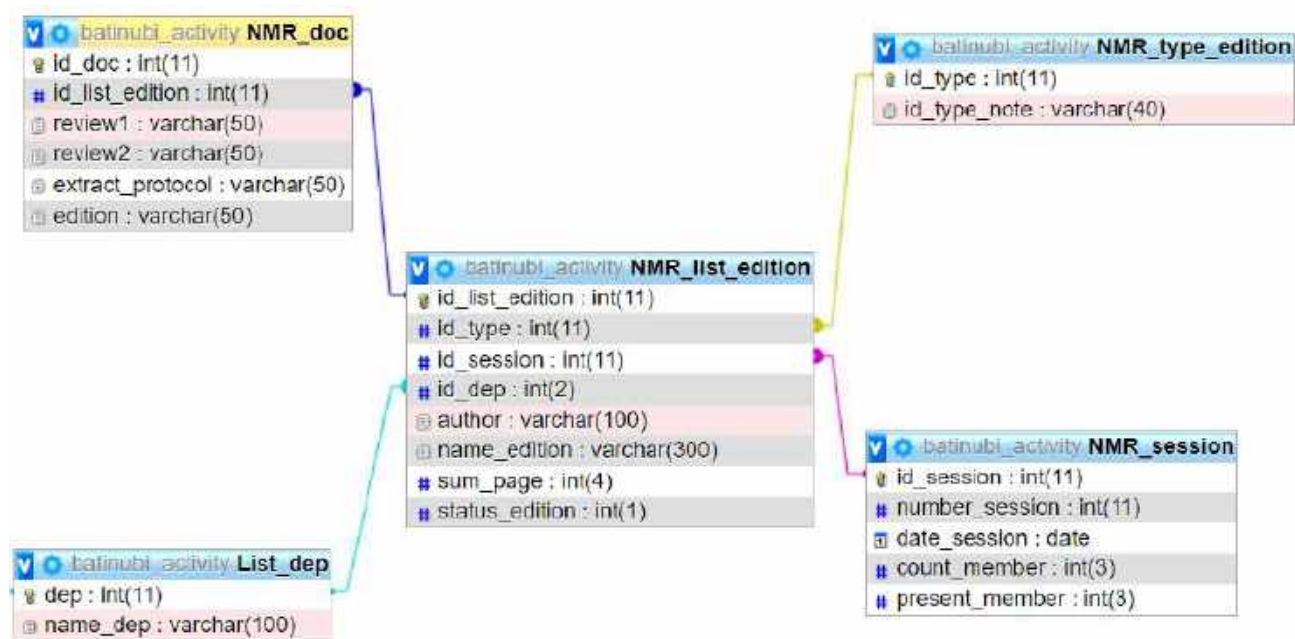 batinubi_activity NMR_doc
id_doc : int(11)
id_list_edition : int(11)
review1 : varchar(50)
review2 : varchar(50)
extract_protocol : varchar(50)
edition : varchar(50)
batinubi_activity NMR_type_edition
id_type : int(11)
id_type_note : varchar(40)
batinubi_activity NMR_list_edition
id_list_edition : int(11)
id_type : int(11)
id_session : int(11)
id_dep : int(2)
author : varchar(100)
name_edition : varchar(300)
sum_page : int(4)
status_edition : int(1)
batinubi_activity NMR_session
id_session : int(11)
number_session : int(11)
date_session : date
count_member : int(3)
present_member : int(3)
batinubi_activity List_dep
dep : int(11)
name_dep : varchar(100)